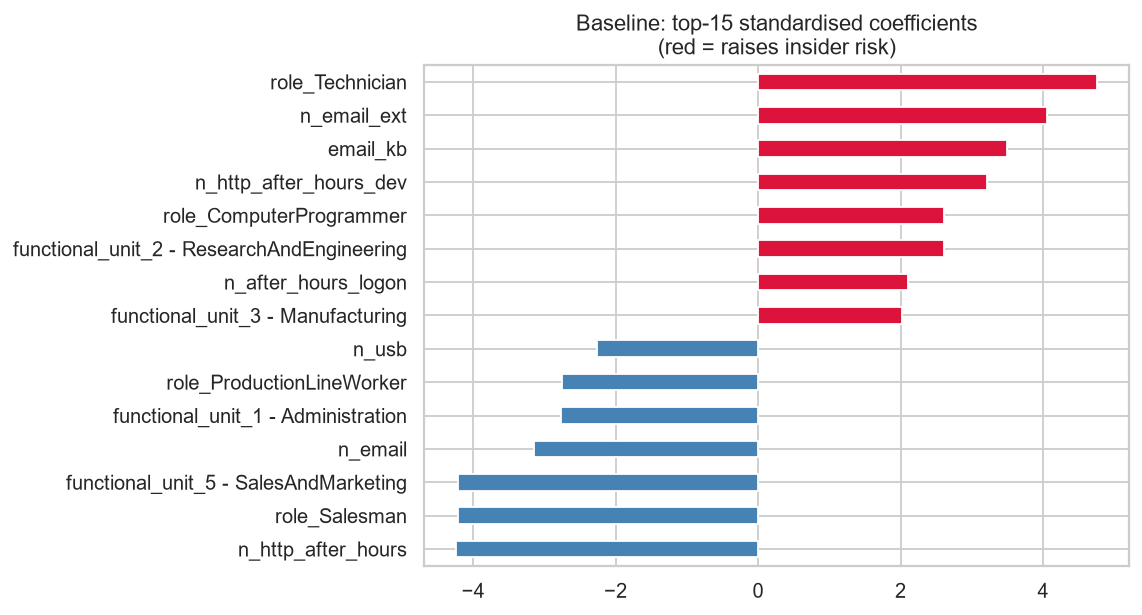 Baseline: top-15 standardised coefficients
(red = raises insider risk)
role_Technician
n_email_ext
email_kb
n_http_after_hours_dev
role_ComputerProgrammer
functional_unit_2 - ResearchAndEngineering
n_after_hours_logon
functional_unit_3 - Manufacturing
n_usb
role_ProductionLineWorker
functional_unit_1 - Administration
n_email
functional_unit_5 - SalesAndMarketing
role_Salesman
n_http_after_hours
−4 −2 0 2 4